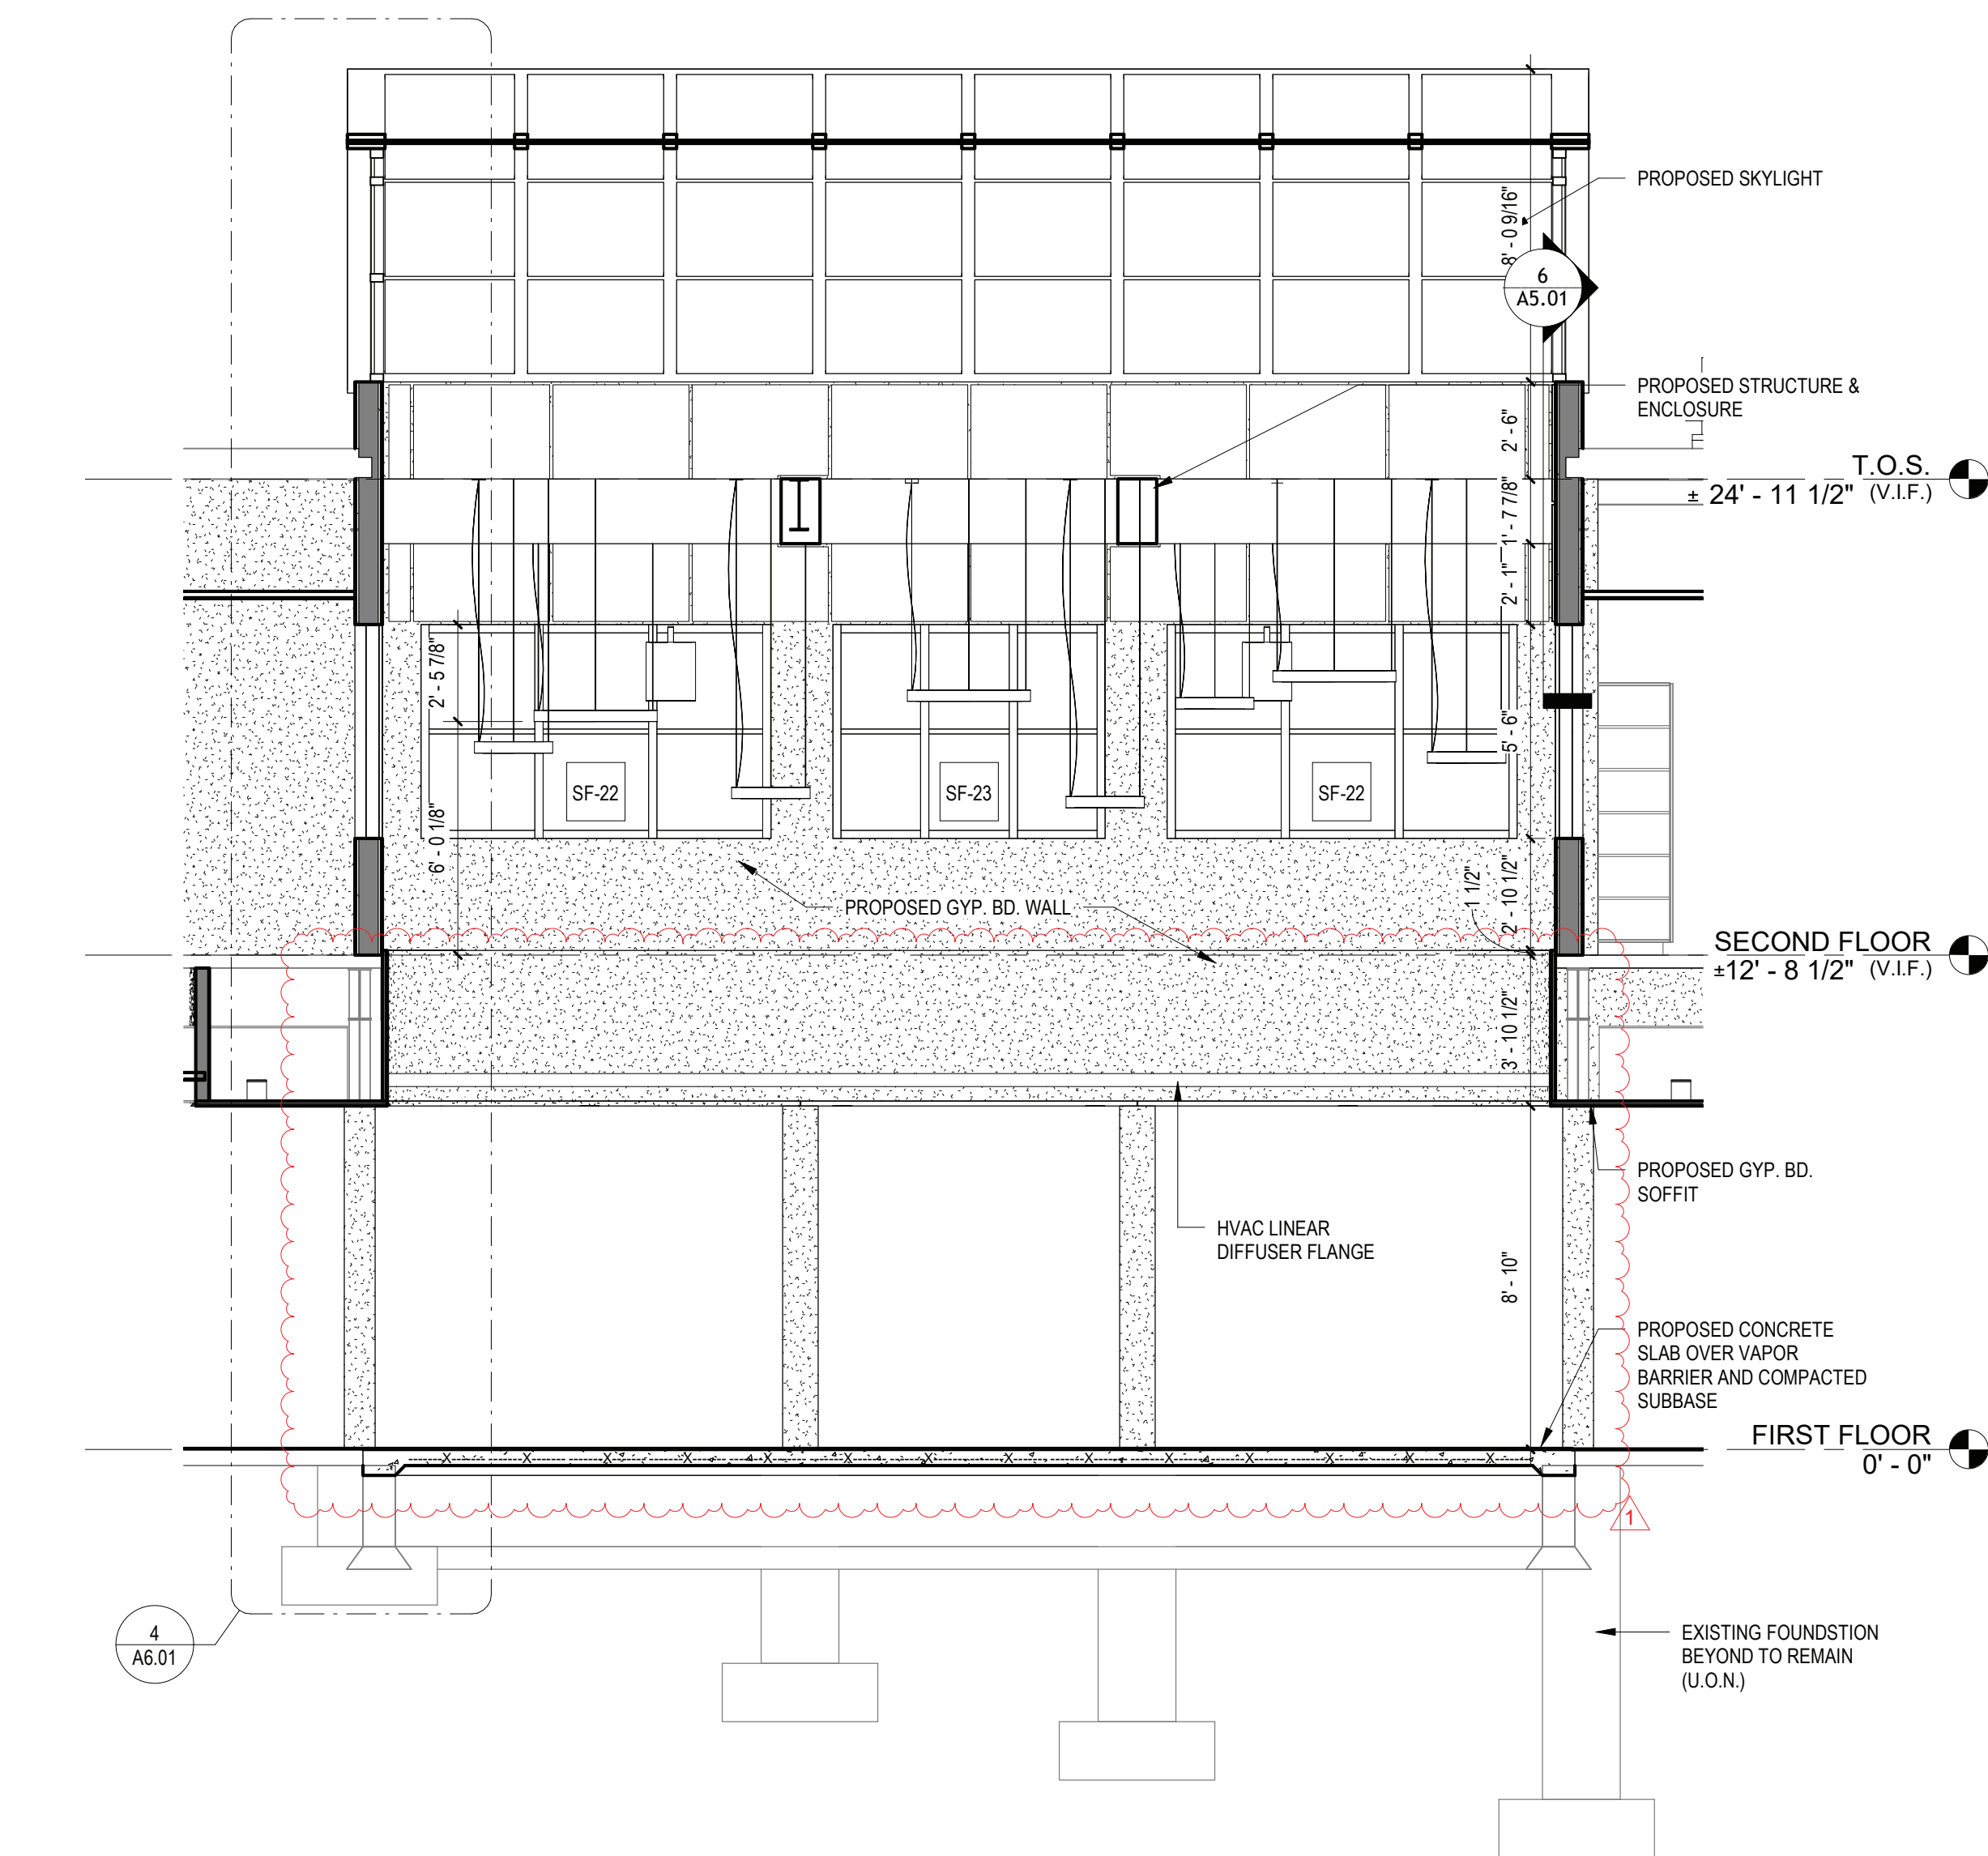 PROPOSED SKYLIGHT
8' - 0 9/16"
6
A5.01
PROPOSED STRUCTURE &
ENCLOSURE
2' - 6"
T.O.S.
± 24' - 11 1/2" (V.I.F.)
1' - 7 7/8"
2' - 1"
2' - 5 7/8"
5' - 6"
SF-22
SF-23
SF-22
6' - 0 1/8"
PROPOSED GYP. BD. WALL
1 1/2"
2' - 10 1/2"
SECOND FLOOR
±12' - 8 1/2" (V.I.F.)
3' - 10 1/2"
PROPOSED GYP. BD.
SOFFIT
HVAC LINEAR
DIFFUSER FLANGE
8' - 10"
PROPOSED CONCRETE
SLAB OVER VAPOR
BARRIER AND COMPACTED
SUBBASE
FIRST FLOOR
0' - 0"
1
4
A6.01
EXISTING FOUNDSTION
BEYOND TO REMAIN
(U.O.N.)